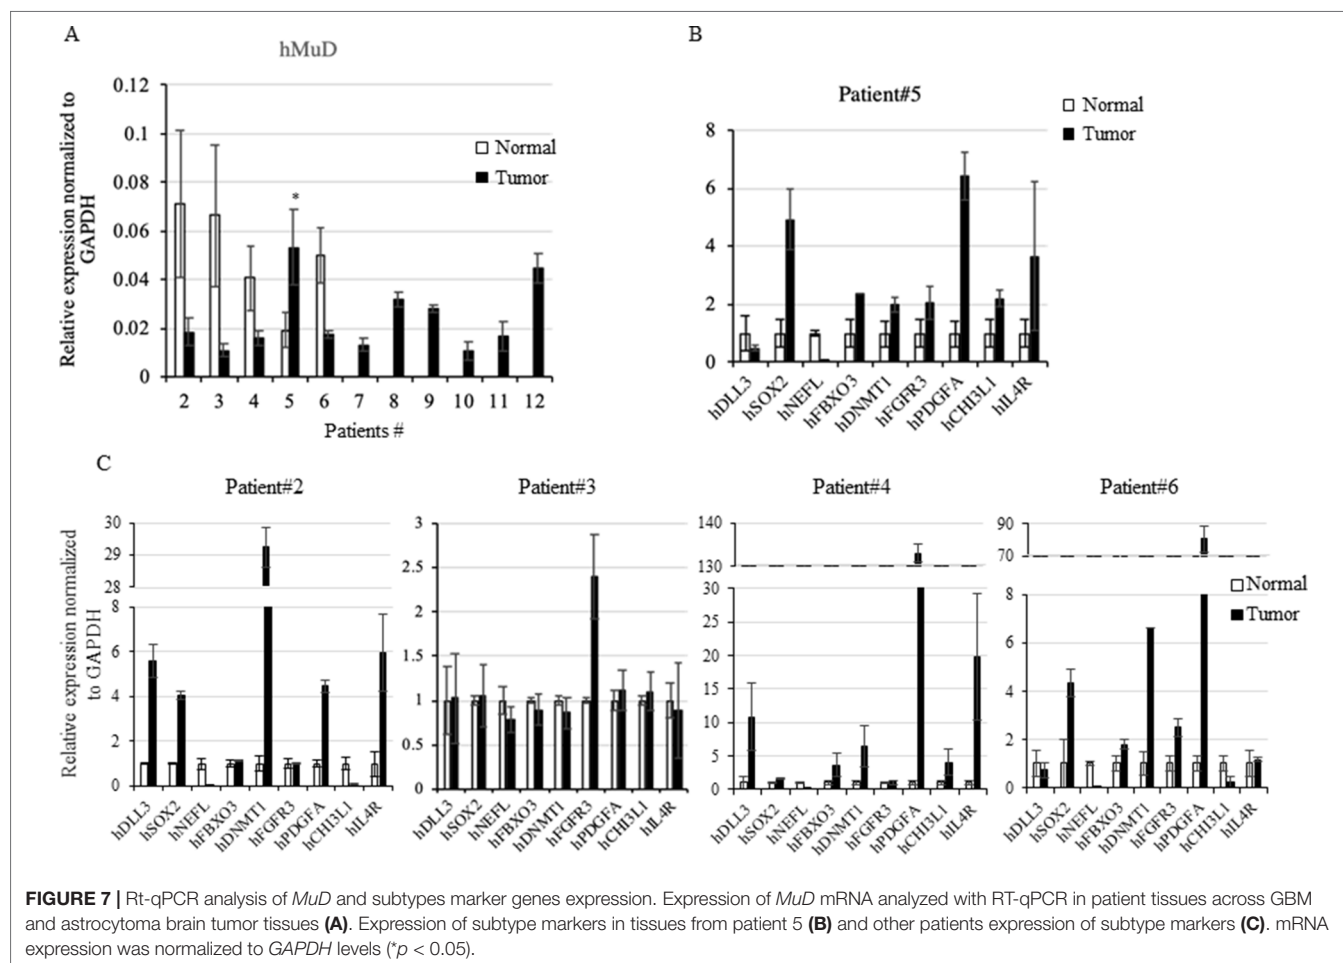 A
hMuD
Relative expression normalized to
GAPDH
0.12
0.1
0.08
0.06
0.04
0.02
0
Normal
Tumor
*
2 3 4 5 6 7 8 9 10 11 12
Patients #
B
Patient#5
Normal
Tumor
8
6
4
2
0
hDLL3 hSOX2 hNEFL hFBXO3 hDNMT1 hFGFR3 hPDGFA hCHI3L1 hIL4R
C
Relative expression normalized
to GAPDH
Patient#2
30
29
28
8
6
4
2
0
hDLL3 hSOX2 hNEFL hFBXO3 hDNMT1 hFGFR3 hPDGFA hCHI3L1 hIL4R
Patient#3
3
2.5
2
1.5
1
0.5
0
hDLL3 hSOX2 hNEFL hFBXO3 hDNMT1 hFGFR3 hPDGFA hCHI3L1 hIL4R
Patient#4
140
130
30
25
20
15
10
5
0
hDLL3 hSOX2 hNEFL hFBXO3 hDNMT1 hFGFR3 hPDGFA hCHI3L1 hIL4R
Patient#6
90
70
8
6
4
2
0
Normal
Tumor
hDLL3 hSOX2 hNEFL hFBXO3 hDNMT1 hFGFR3 hPDGFA hCHI3L1 hIL4R
FIGURE 7 | Rt-qPCR analysis of MuD and subtypes marker genes expression. Expression of MuD mRNA analyzed with RT-qPCR in patient tissues across GBM
and astrocytoma brain tumor tissues (A). Expression of subtype markers in tissues from patient 5 (B) and other patients expression of subtype markers (C). mRNA
expression was normalized to GAPDH levels (*p < 0.05).